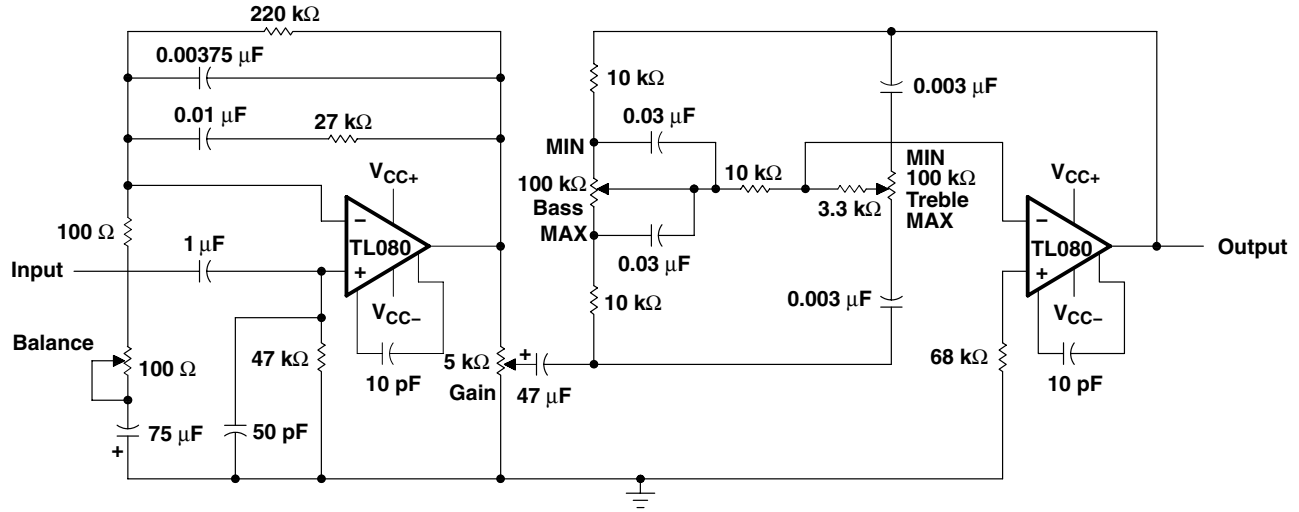 220 kΩ
0.00375 μF
0.01 μF
27 kΩ
VCC+
100 Ω
1 μF
Input
−
+
TL080
VCC−
Balance
100 Ω
47 kΩ
10 pF
5 kΩ
Gain
+
47 μF
+
75 μF
50 pF
10 kΩ
0.03 μF
MIN
100 kΩ
Bass
MAX
0.03 μF
10 kΩ
10 kΩ
3.3 kΩ
0.003 μF
MIN
100 kΩ
Treble
MAX
0.003 μF
VCC+
−
+
TL080
VCC−
Output
68 kΩ
10 pF